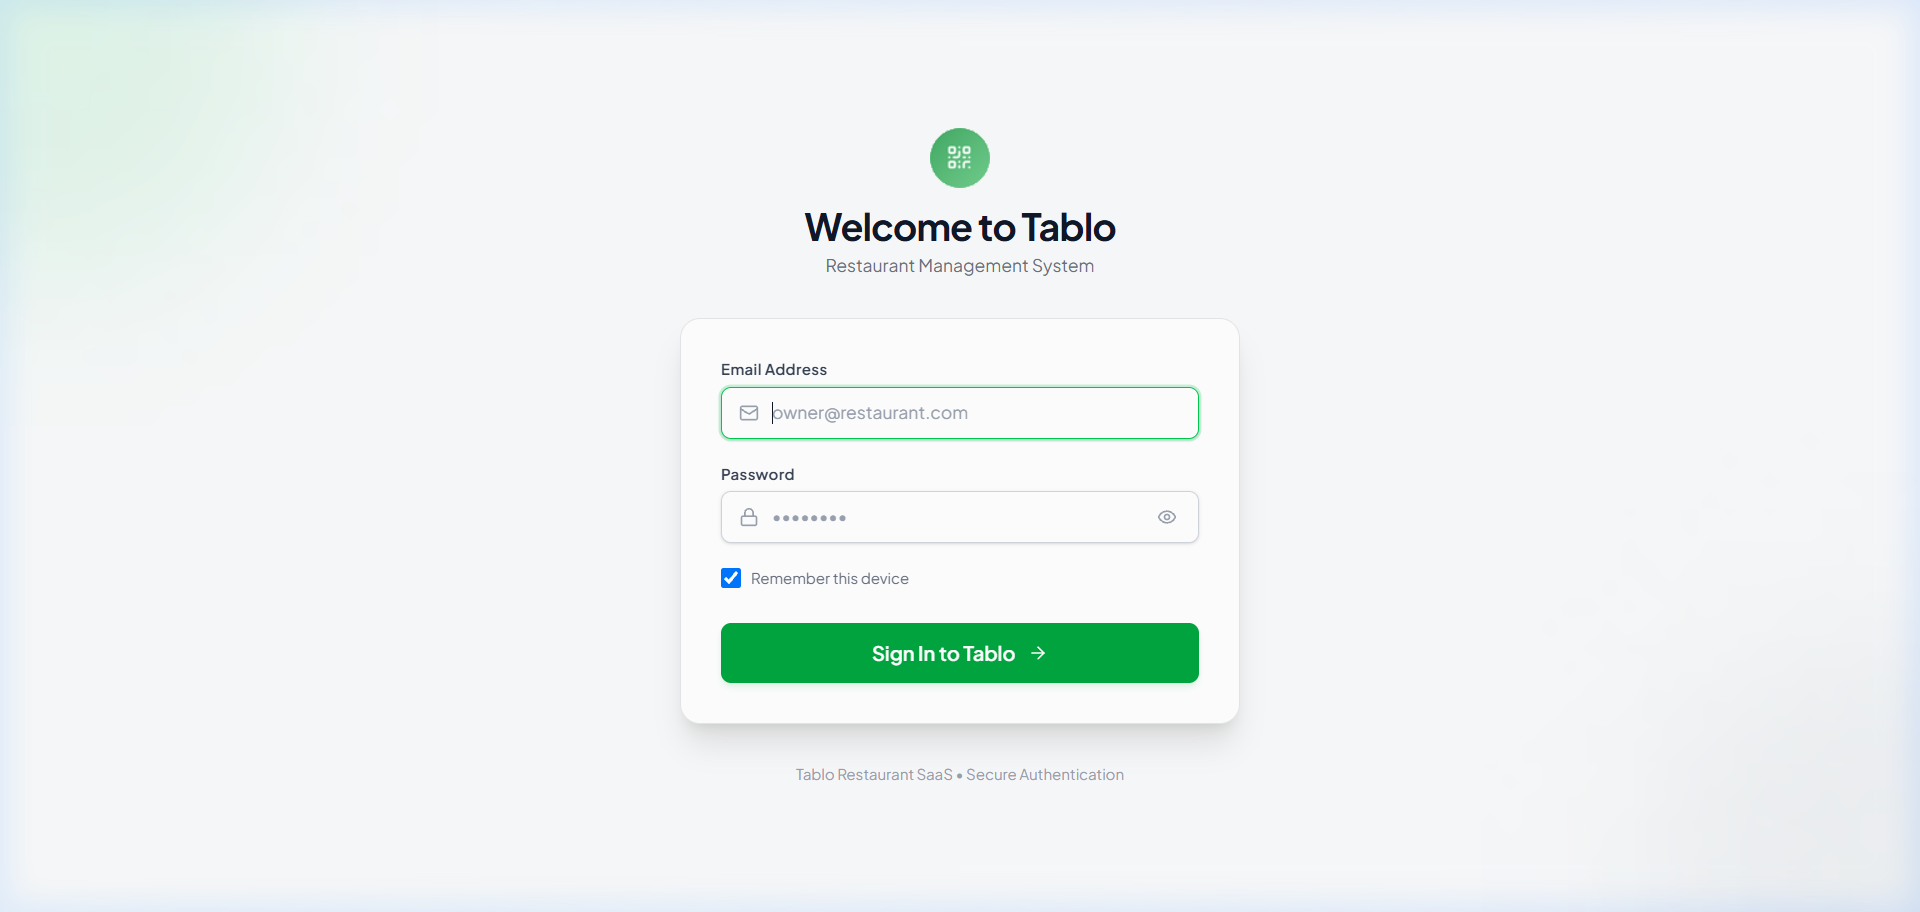 Welcome to Tablo
Restaurant Management System
Email Address
owner@restaurant.com
Password
••••••••
Remember this device
Sign In to Tablo →
Tablo Restaurant SaaS • Secure Authentication